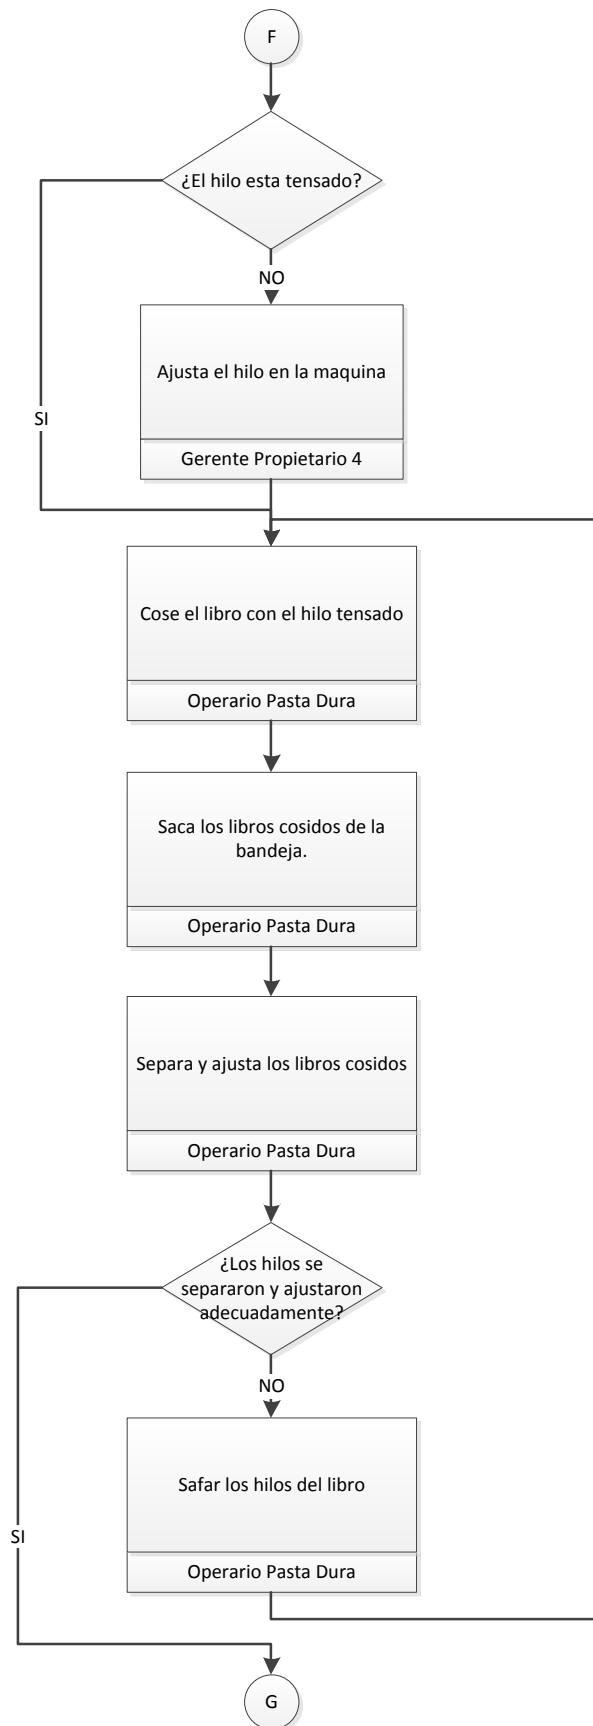 F
¿El hilo esta tensado?
NO
Ajusta el hilo en la maquina
SI
Gerente Propietario 4
Cose el libro con el hilo tensado
Operario Pasta Dura
Saca los libros cosidos de la
bandeja.
Operario Pasta Dura
Separa y ajusta los libros cosidos
Operario Pasta Dura
¿Los hilos se
separaron y ajustaron
adecuadamente?
NO
Safar los hilos del libro
SI
Operario Pasta Dura
G